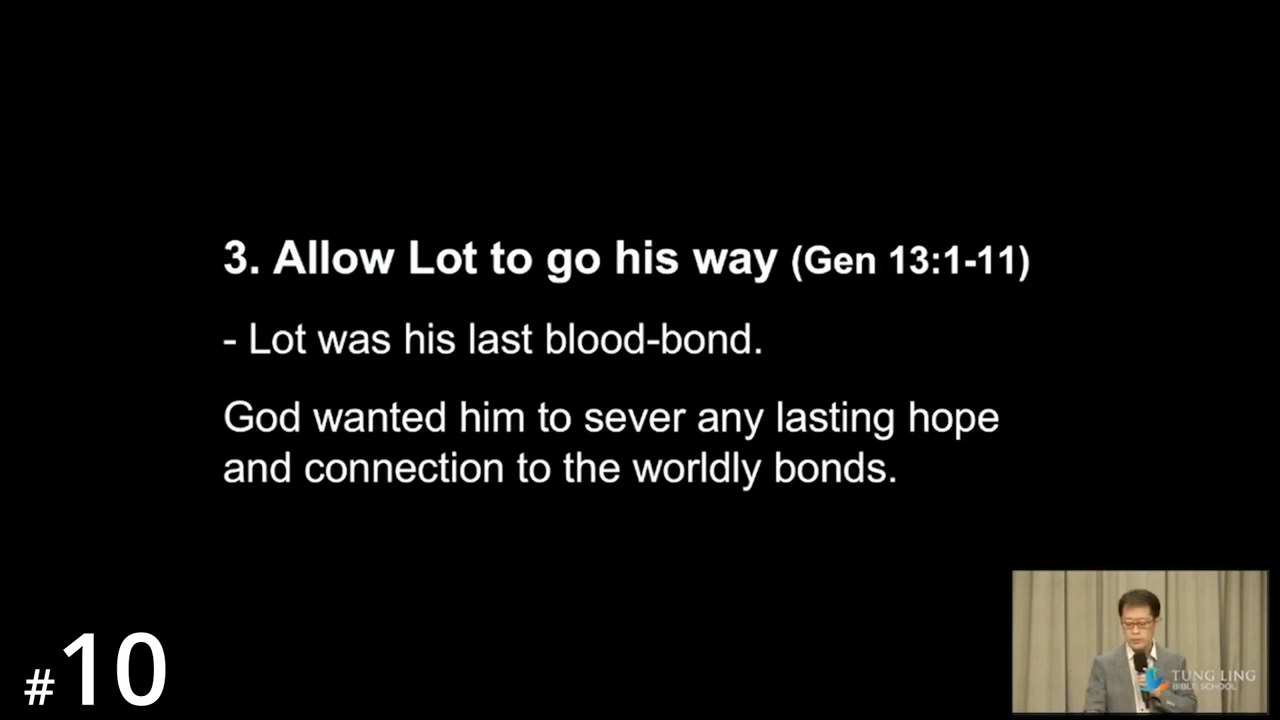 3. Allow Lot to go his way (Gen 13:1-11)
- Lot was his last blood-bond.
God wanted him to sever any lasting hope
and connection to the worldly bonds.
#10
TUNG LING
BIBLE SCHOOL